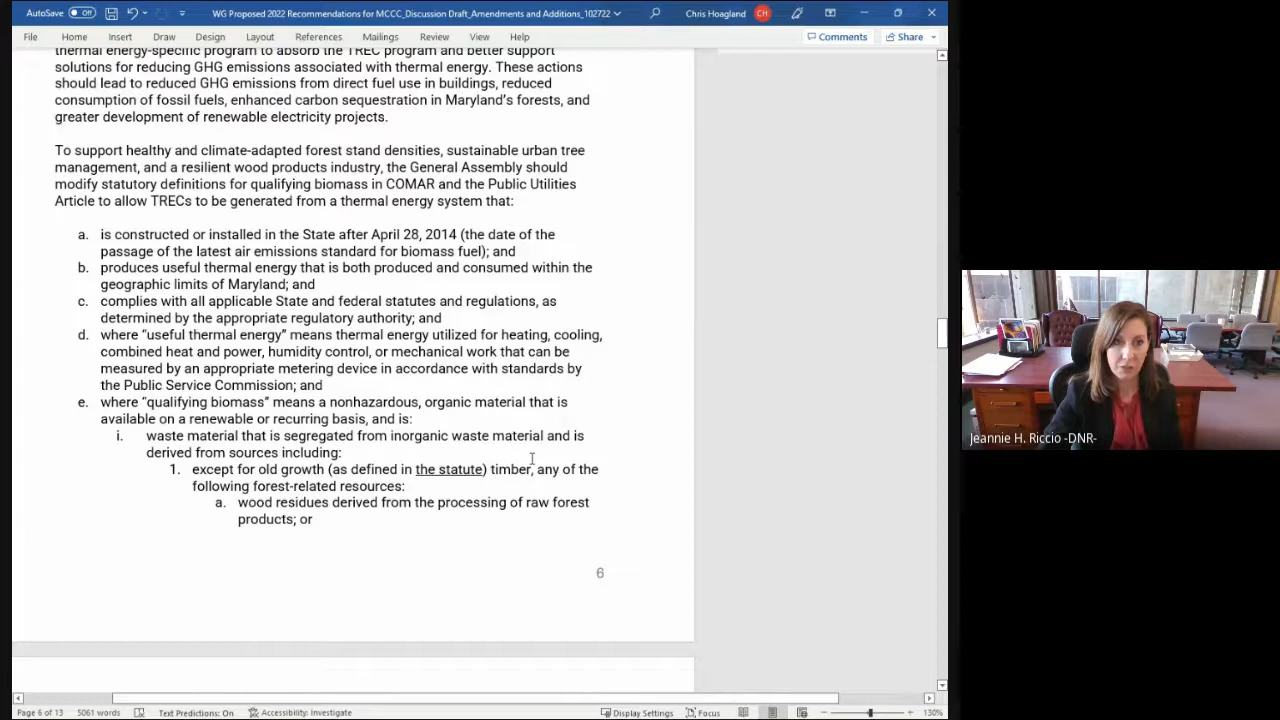 AutoSave Off WG Proposed 2022 Recommendations for MCCC_Discussion Draft_Amendments and Additions_102722 Chris Hoagland CH
File Home Insert Draw Design Layout References Mailings Review View Help Comments Share
thermal energy-specific program to absorb the TREC program and better support
solutions for reducing GHG emissions associated with thermal energy. These actions
should lead to reduced GHG emissions from direct fuel use in buildings, reduced
consumption of fossil fuels, enhanced carbon sequestration in Maryland's forests, and
greater development of renewable electricity projects.
To support healthy and climate-adapted forest stand densities, sustainable urban tree
management, and a resilient wood products industry, the General Assembly should
modify statutory definitions for qualifying biomass in COMAR and the Public Utilities
Article to allow TRECs to be generated from a thermal energy system that:
a. is constructed or installed in the State after April 28, 2014 (the date of the
passage of the latest air emissions standard for biomass fuel); and
b. produces useful thermal energy that is both produced and consumed within the
geographic limits of Maryland; and
c. complies with all applicable State and federal statutes and regulations, as
determined by the appropriate regulatory authority; and
d. where "useful thermal energy" means thermal energy utilized for heating, cooling,
combined heat and power, humidity control, or mechanical work that can be
measured by an appropriate metering device in accordance with standards by
the Public Service Commission; and
e. where "qualifying biomass" means a nonhazardous, organic material that is
available on a renewable or recurring basis, and is:
i. waste material that is segregated from inorganic waste material and is
derived from sources including:
1. except for old growth (as defined in the statute) timber, any of the
following forest-related resources:
a. wood residues derived from the processing of raw forest
products; or
6
Jeannie H. Riccio -DNR-
Page 6 of 13 5061 words Text Predictions: On Accessibility: Investigate Display Settings Focus 130%